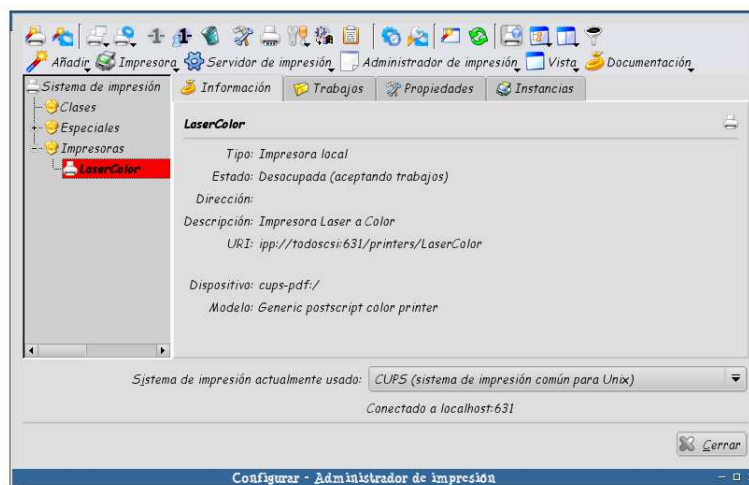 Añadir Impresora Servidor de impresión Administrador de impresión Vista Documentación
Sistema de impresión
Clases
Especiales
Impresoras
LaserColor
Información Trabajos Propiedades Instancias
LaserColor
Tipo: Impresora local
Estado: Desocupada (aceptando trabajos)
Dirección:
Descripción: Impresora Laser a Color
URI: ipp://todoscsi:631/printers/LaserColor
Dispositivo: cups-pdf:/
Modelo: Generic postscript color printer
Sistema de impresión actualmente usado: CUPS (sistema de impresión común para Unix)
Conectado a localhost:631
Cerrar
Configurar - Administrador de impresión